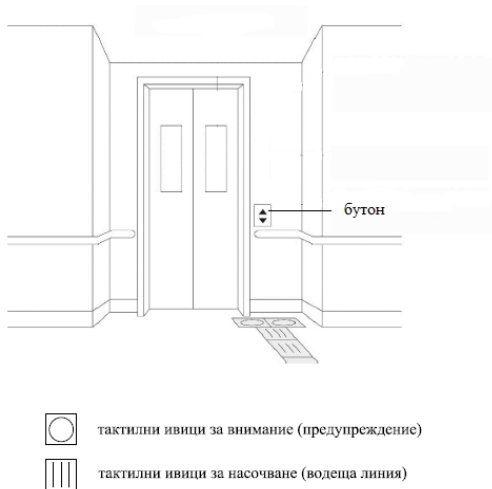 бутон
тактилни ивици за внимание (предупреждение)
тактилни ивици за насочване (водеща линия)